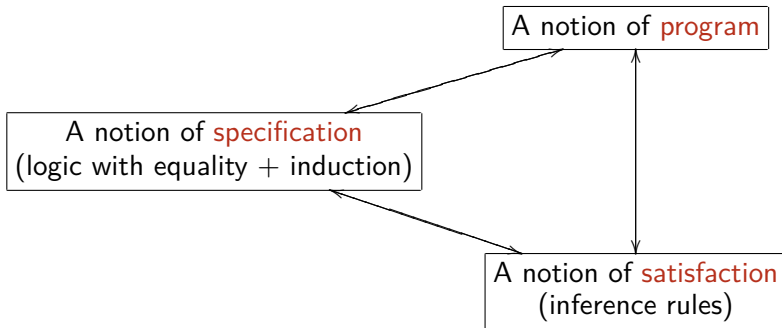 A notion of program
A notion of specification
(logic with equality + induction)
A notion of satisfaction
(inference rules)